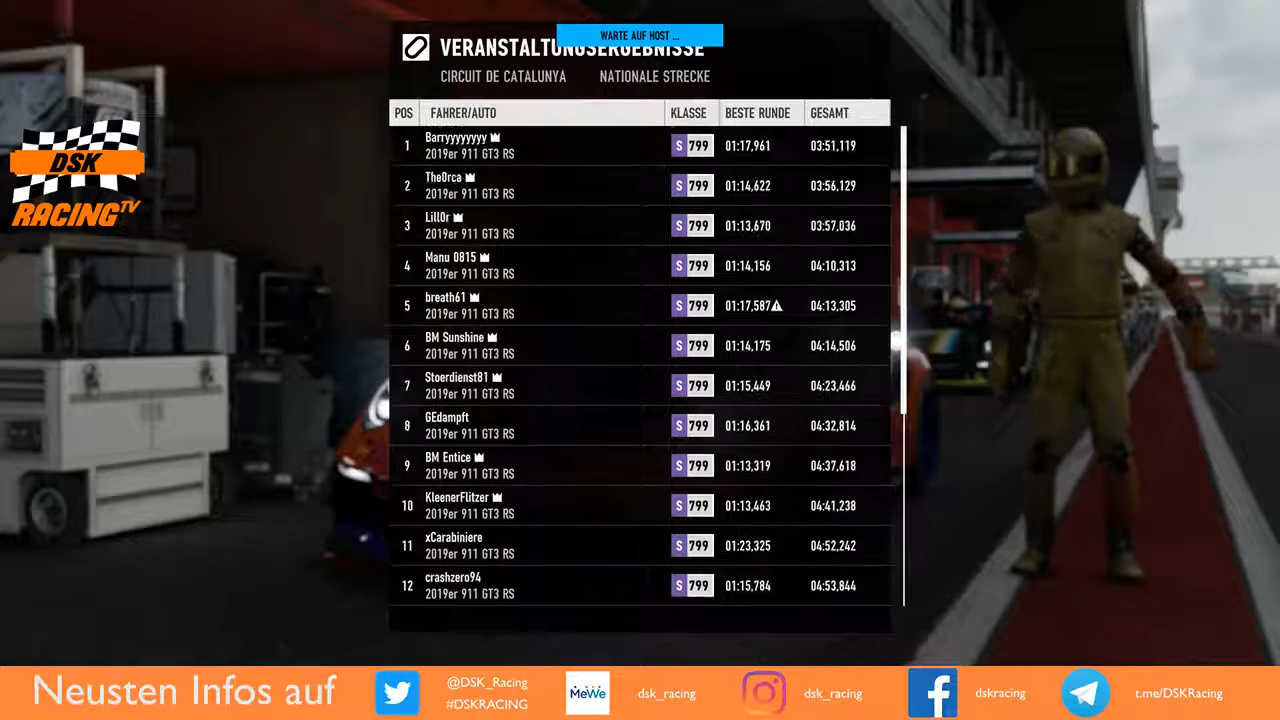 WARTE AUF HOST ...
VERANSTALTUNGSERGEBNISSE
CIRCUIT DE CATALUNYA NATIONALE STRECKE
POS FAHRER/AUTO KLASSE BESTE RUNDE GESAMT
Barryyyyyyyy
1 2019er 911 GT3 RS S 799 01:17,961 03:51,119
The0rca
2 2019er 911 GT3 RS S 799 01:14,622 03:56,129
Lill0r
3 2019er 911 GT3 RS S 799 01:13,670 03:57,036
Manu 0815
4 2019er 911 GT3 RS S 799 01:14,156 04:10,313
breath61
5 2019er 911 GT3 RS S 799 01:17,587 04:13,305
BM Sunshine
6 2019er 911 GT3 RS S 799 01:14,175 04:14,506
Stoerdienst81
7 2019er 911 GT3 RS S 799 01:15,449 04:23,466
GEdampft
8 2019er 911 GT3 RS S 799 01:16,361 04:32,814
BM Entice
9 2019er 911 GT3 RS S 799 01:13,319 04:37,618
KleenerFlitzer
10 2019er 911 GT3 RS S 799 01:13,463 04:41,238
xCarabiniere
11 2019er 911 GT3 RS S 799 01:23,325 04:52,242
crashzero94
12 2019er 911 GT3 RS S 799 01:15,784 04:53,844
DSK
RACING TV
Neusten Infos auf
@DSK_Racing
#DSKRACING
MeWe
dsk_racing
dsk_racing
dskracing
t.me/DSKRacing